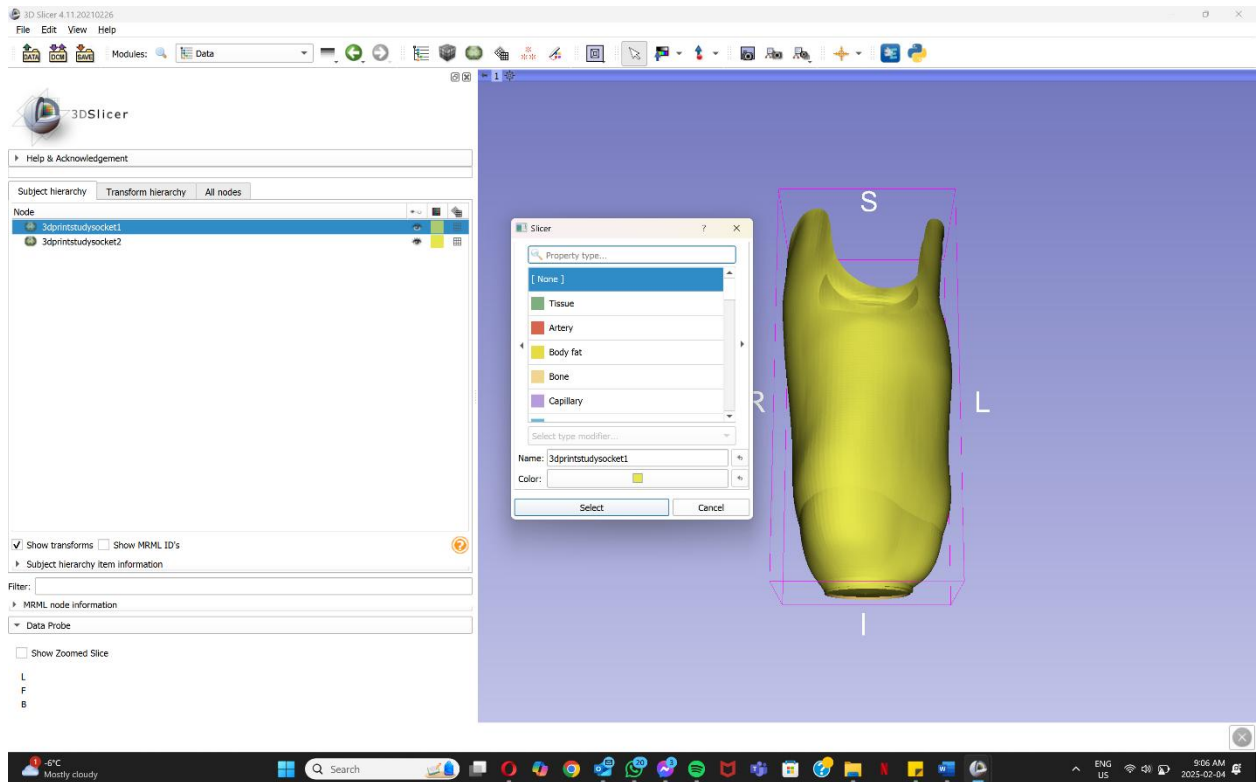 3D Slicer 4.11.20210226
File Edit View Help
DATA DCM SAVE Modules: Data
1
3DSlicer
Help & Acknowledgement
Subject hierarchy Transform hierarchy All nodes
Node
3dprintstudysocket1
3dprintstudysocket2
Slicer ? X
Property type...
[ None ]
Tissue
Artery
Body fat
Bone
Capillary
Select type modifier...
Name: 3dprintstudysocket1
Color:
Select Cancel
S
R
L
I
Show transforms Show MRML ID's
Subject hierarchy item information
Filter:
MRML node information
Data Probe
Show Zoomed Slice
L
F
B
-6°C
Mostly cloudy
Search
ENG
US
9:06 AM
2025-02-04